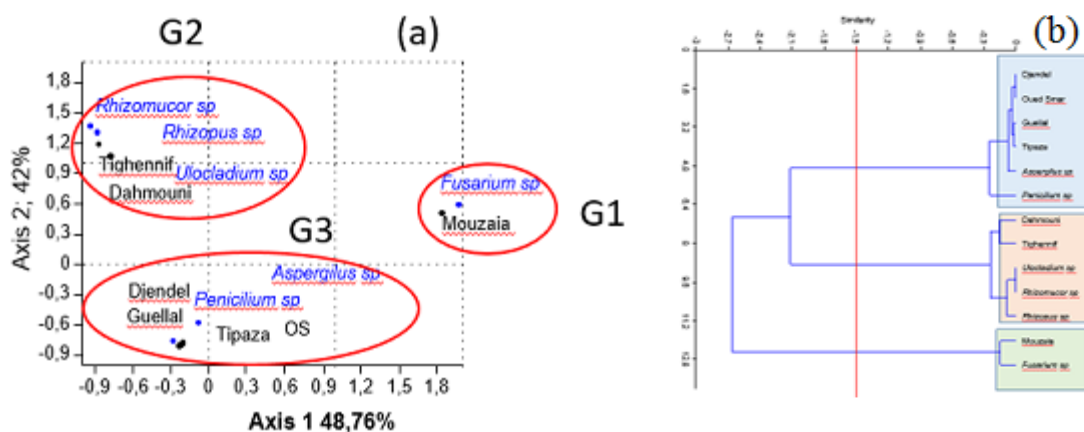 G2
(a)
1,8
1,5
1,2
0,9
0,6
0,3
0
-0,3
-0,6
-0,9
Axis 2; 42%
Rhizomucor sp
Rhizopus sp
Tighennif
Ulocladium sp
Dahmouni
Fusarium sp
Mouzaia
G1
G3
Aspergilus sp
Djendel
Penicilium sp
Guellal
Tipaza
OS
-0,9 -0,6 -0,3 0 0,3 0,6 0,9 1,2 1,5 1,8
Axis 1 48,76%
(b)
Similarity
Djendel
Oued Smar
Guellal
Tipaza
Aspergilus sp
Penicilium sp
Dahmouni
Tighennif
Ulocladium sp
Rhizomucor sp
Rhizopus sp
Mouzaia
Fusarium sp